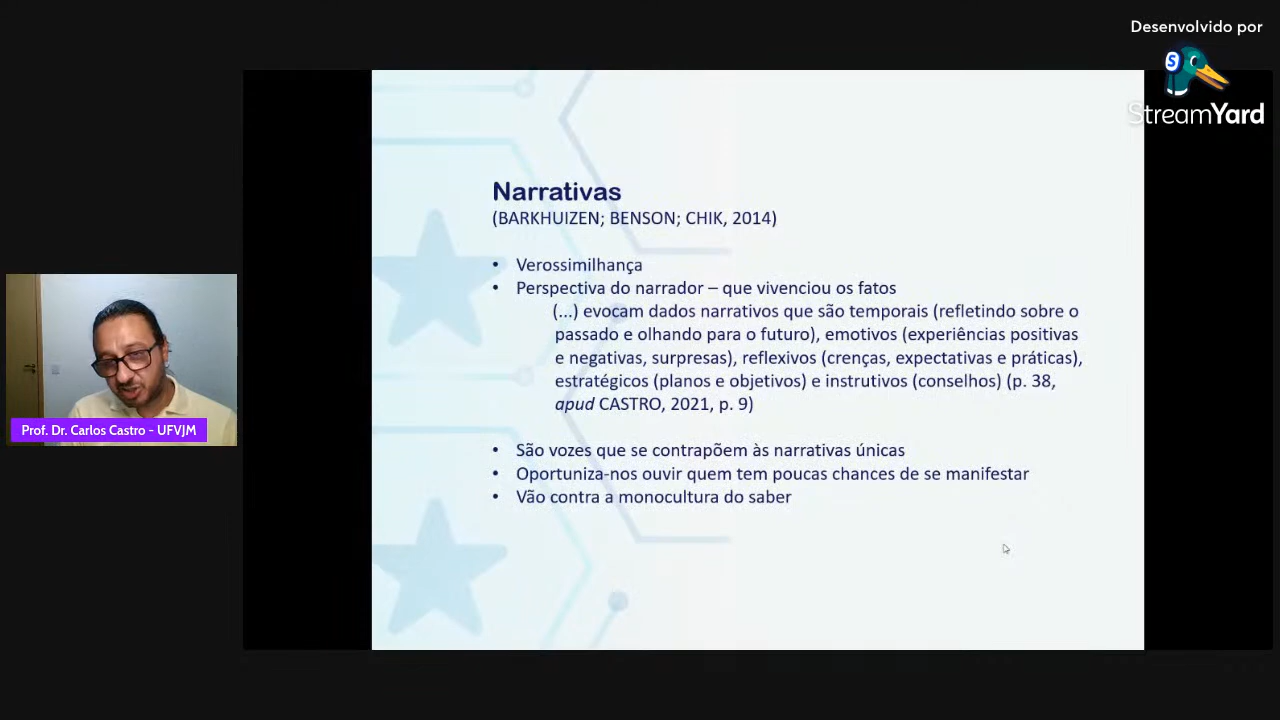 Desenvolvido por
S
StreamYard
Narrativas
(BARKHUIZEN; BENSON; CHIK, 2014)
• Verossimilhança
• Perspectiva do narrador – que vivenciou os fatos
(...) evocam dados narrativos que são temporais (refletindo sobre o
passado e olhando para o futuro), emotivos (experiências positivas
e negativas, surpresas), reflexivos (crenças, expectativas e práticas),
estratégicos (planos e objetivos) e instrutivos (conselhos) (p. 38,
apud CASTRO, 2021, p. 9)
• São vozes que se contrapõem às narrativas únicas
• Oportuniza-nos ouvir quem tem poucas chances de se manifestar
• Vão contra a monocultura do saber
Prof. Dr. Carlos Castro - UFVJM